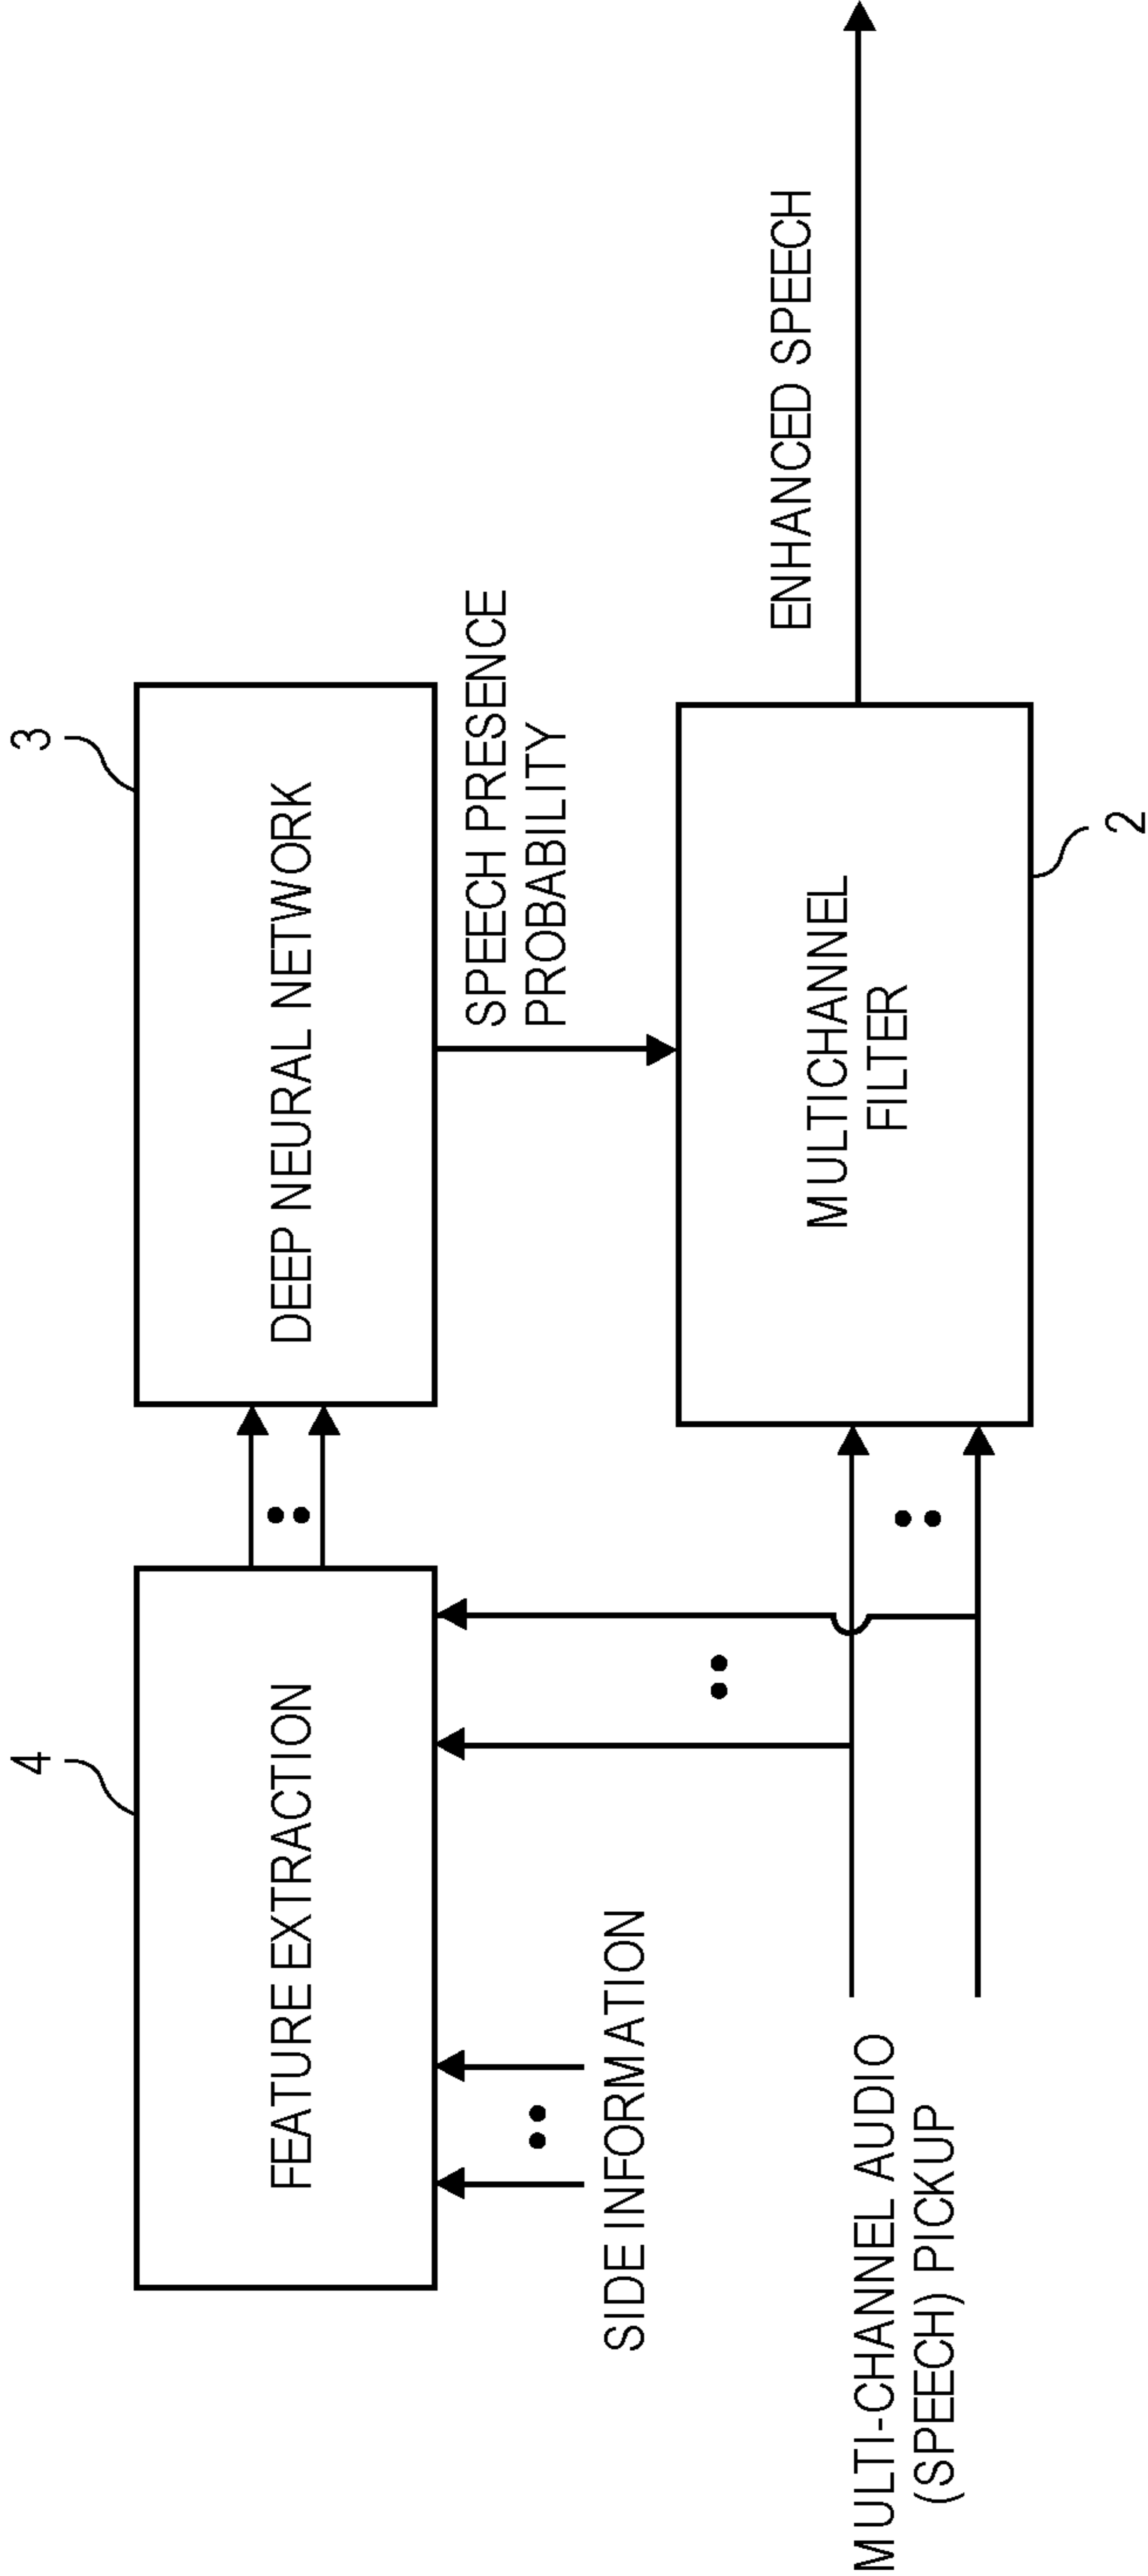 4
3
FEATURE EXTRACTION
DEEP NEURAL NETWORK
SPEECH PRESENCE
PROBABILITY
SIDE INFORMATION
MULTICHANNEL
FILTER
ENHANCED SPEECH
MULTI-CHANNEL AUDIO
(SPEECH) PICKUP
2